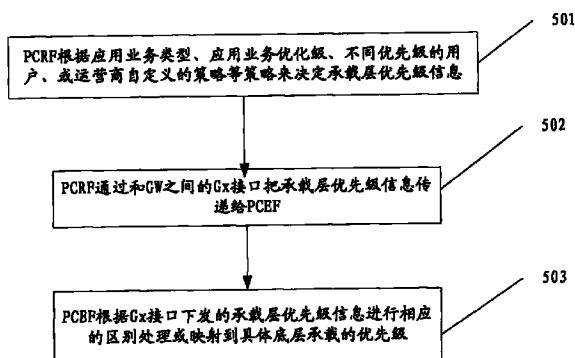 501
PCRF根据应用业务类型、应用业务优化级、不同优先级的用
户、或运营商自定义的策略等策略来决定承载层优先级信息
502
PCRF通过和GW之间的Gx接口把承载层优先级信息传
递给PCEF
503
PCBF根据Gx接口下发的承载层优先级信息进行相应
的区别处理或映射到具体底层承载的优先级